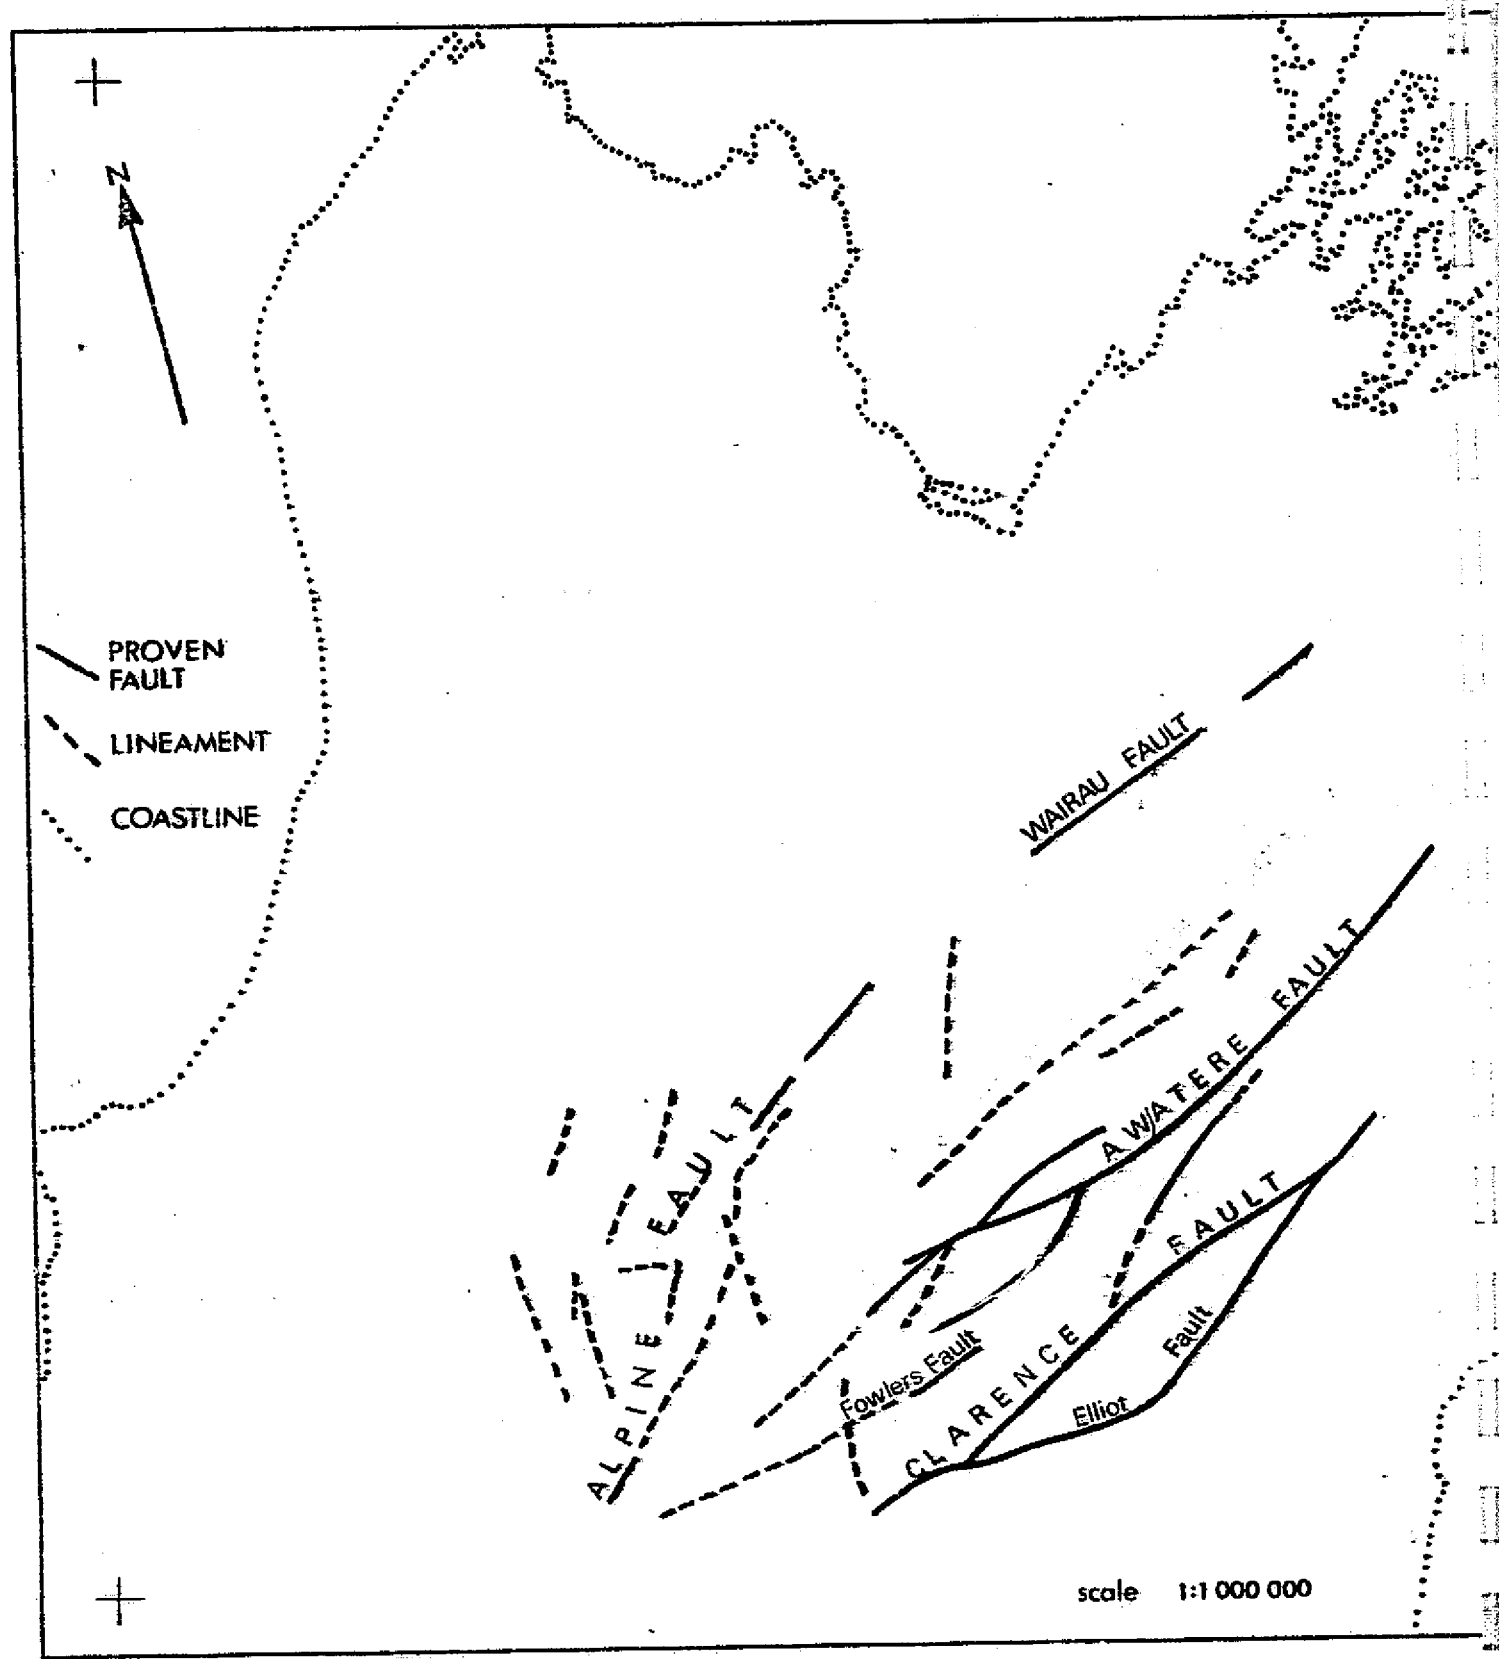 N
PROVEN
FAULT
LINEAMENT
COASTLINE
WAIRAU FAULT
AWATERE FAULT
ALPINE FAULT
CLARENCE FAULT
Fowlers Fault
Elliot Fault
scale 1:1 000 000